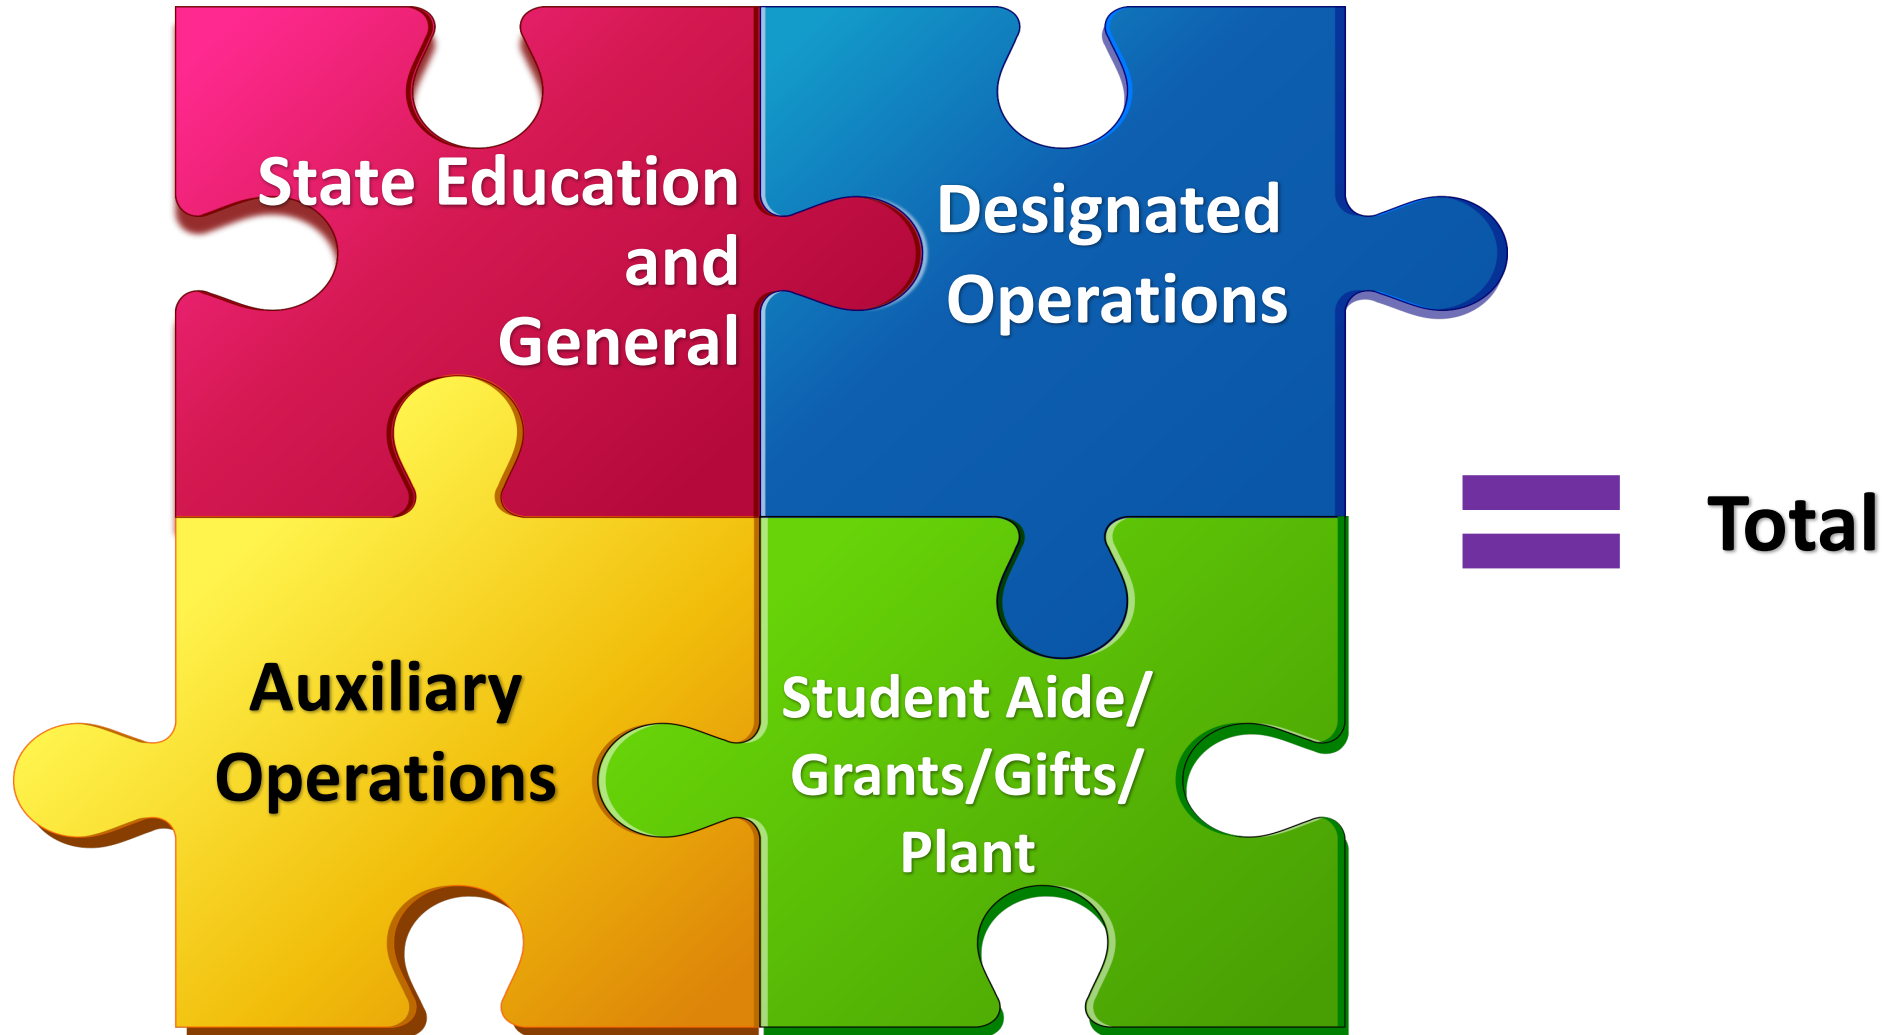 State Education
and
General
Designated
Operations
Auxiliary
Operations
Student Aide/
Grants/Gifts/
Plant
=
Total